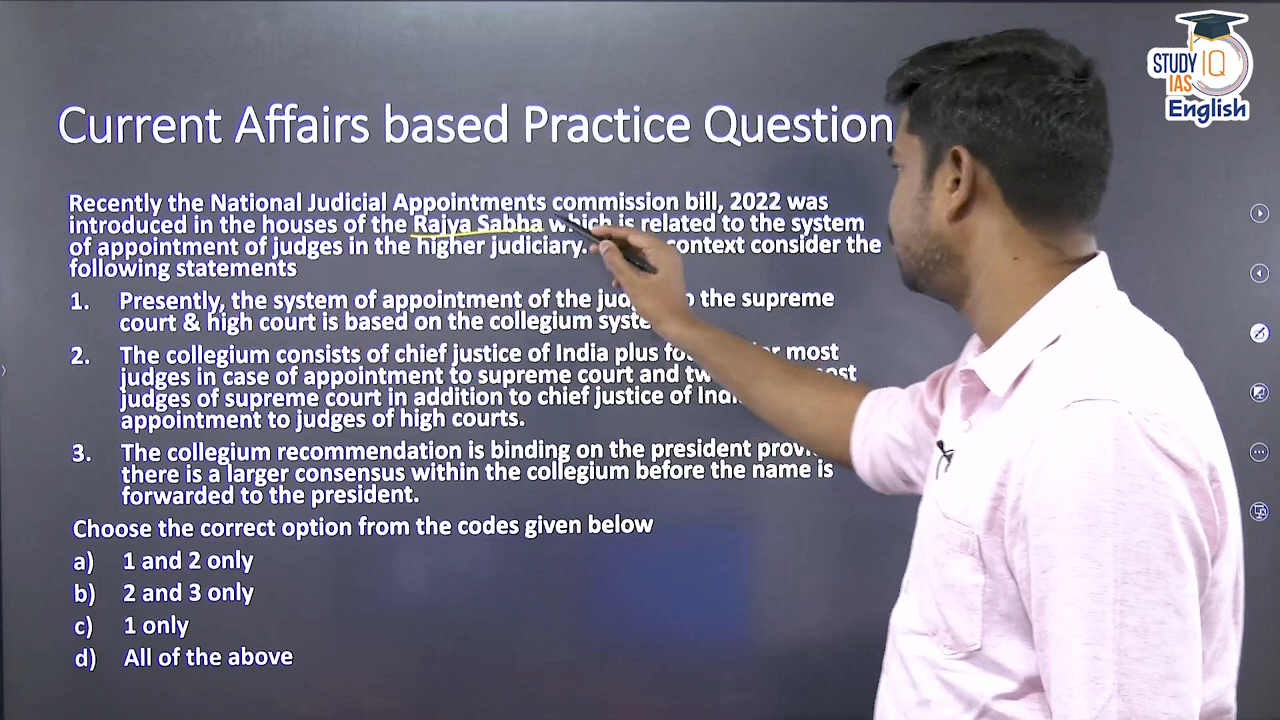 STUDY IQ
IAS
English
Current Affairs based Practice Question
Recently the National Judicial Appointments commission bill, 2022 was
introduced in the houses of the Rajya Sabha which is related to the system
of appointment of judges in the higher judiciary. context consider the
following statements
1. Presently, the system of appointment of the the supreme
court & high court is based on the collegium
2. The collegium consists of chief justice of India plus most
judges in case of appointment to supreme court and
judges of supreme court in addition to chief justice of
appointment to judges of high courts.
3. The collegium recommendation is binding on the president
there is a larger consensus within the collegium before the name is
forwarded to the president.
Choose the correct option from the codes given below
a) 1 and 2 only
b) 2 and 3 only
c) 1 only
d) All of the above